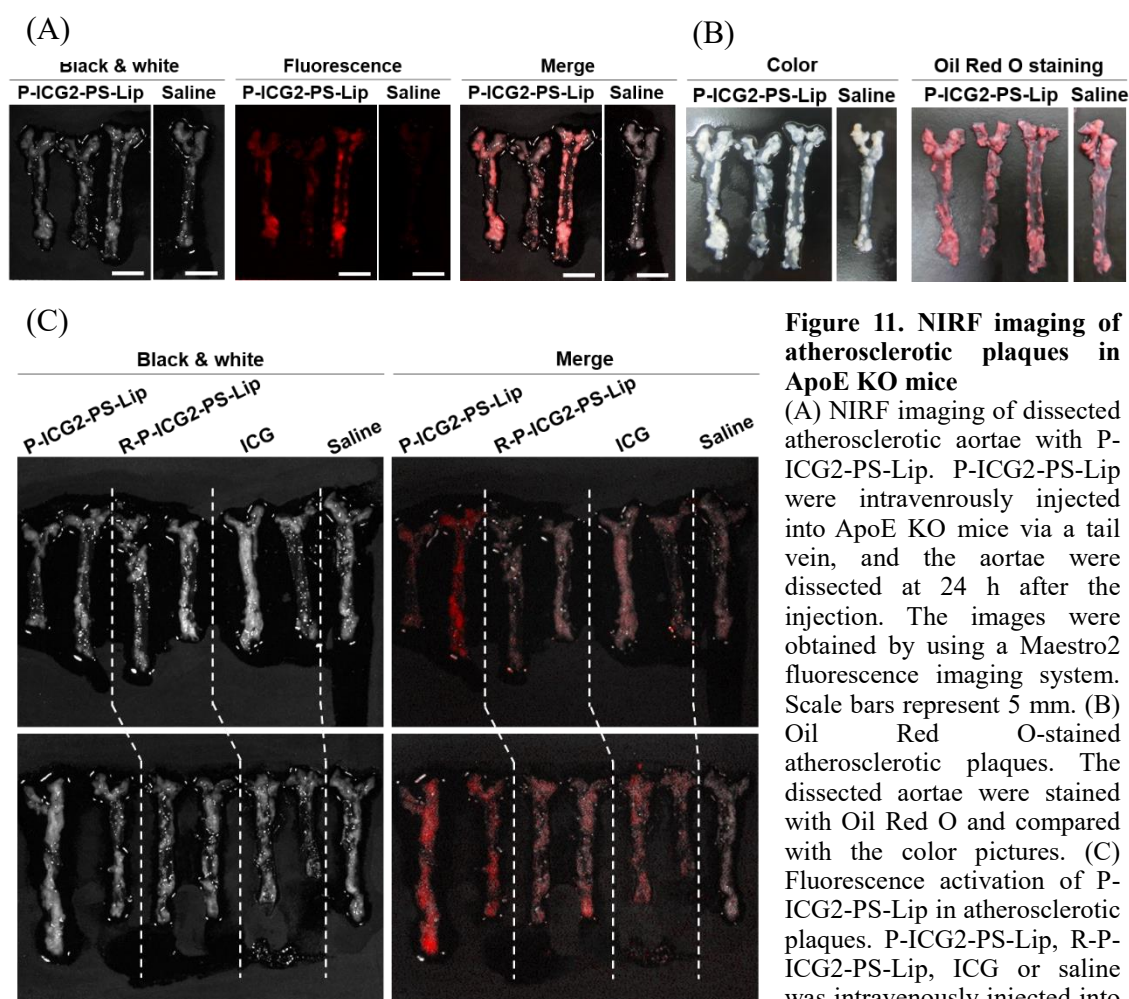 (A)
(B)
Black & white
Fluorescence
Merge
Color
Oil Red O staining
P-ICG2-PS-Lip Saline
P-ICG2-PS-Lip Saline
P-ICG2-PS-Lip Saline
P-ICG2-PS-Lip Saline
P-ICG2-PS-Lip Saline
(C)
Black & white
Merge
P-ICG2-PS-Lip
R-P-ICG2-PS-Lip
ICG
Saline
P-ICG2-PS-Lip
R-P-ICG2-PS-Lip
ICG
Saline
Figure 11. NIRF imaging of
atherosclerotic plaques in
ApoE KO mice
(A) NIRF imaging of dissected
atherosclerotic aortae with P-
ICG2-PS-Lip. P-ICG2-PS-Lip
were intravenrously injected
into ApoE KO mice via a tail
vein, and the aortae were
dissected at 24 h after the
injection. The images were
obtained by using a Maestro2
fluorescence imaging system.
Scale bars represent 5 mm. (B)
Oil Red O-stained
atherosclerotic plaques. The
dissected aortae were stained
with Oil Red O and compared
with the color pictures. (C)
Fluorescence activation of P-
ICG2-PS-Lip in atherosclerotic
plaques. P-ICG2-PS-Lip, R-P-
ICG2-PS-Lip, ICG or saline
was intravenously injected into